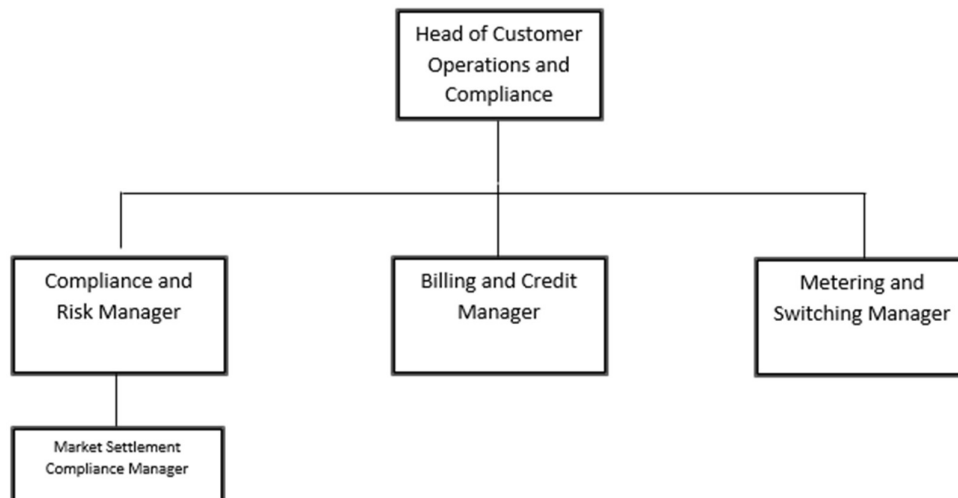 Head of Customer
Operations and
Compliance
Compliance and
Risk Manager
Billing and Credit
Manager
Metering and
Switching Manager
Market Settlement
Compliance Manager